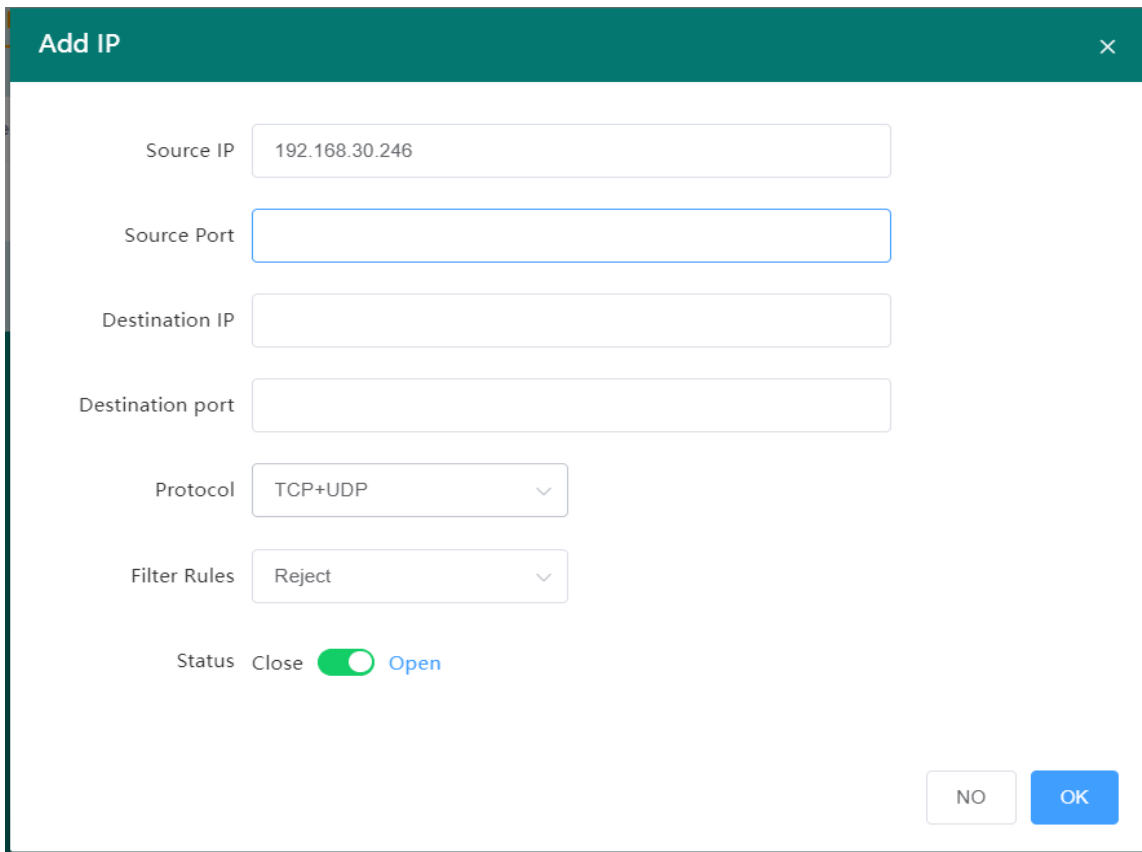 Add IP
Source IP 192.168.30.246
Source Port
Destination IP
Destination port
Protocol TCP+UDP
Filter Rules Reject
Status Close Open
NO OK